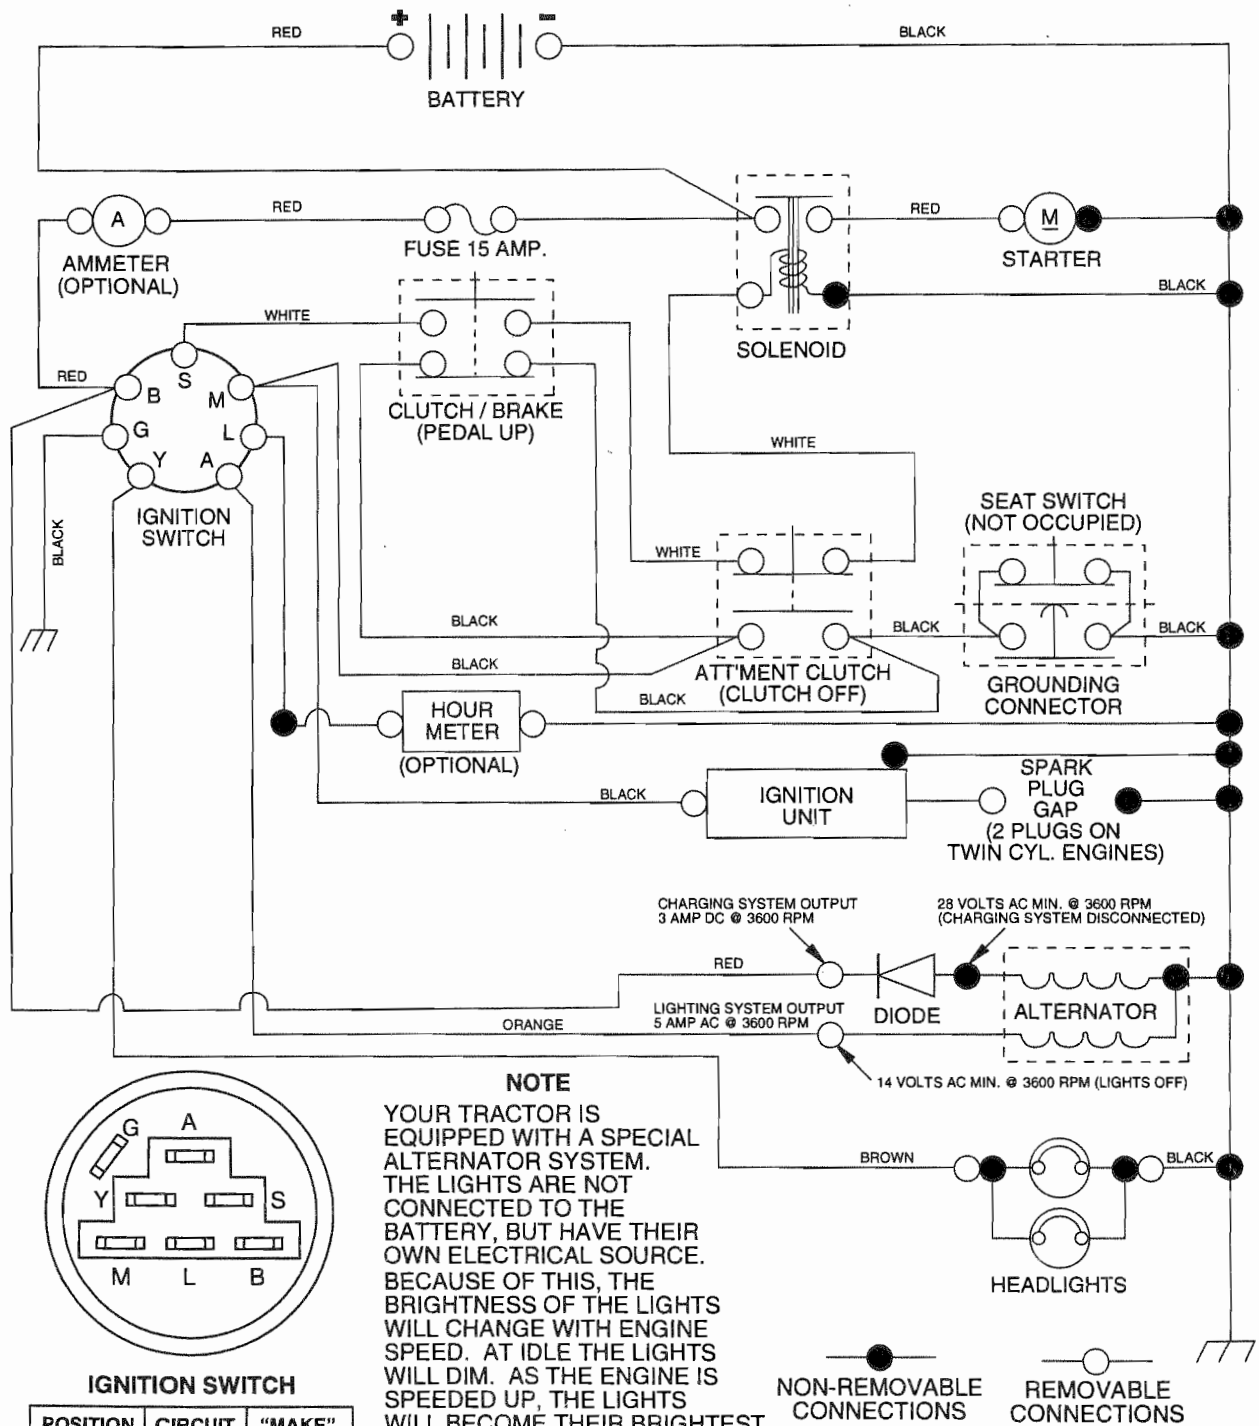 + −
RED
BLACK
BATTERY
A
RED
RED
M
FUSE 15 AMP.
AMMETER
(OPTIONAL)
STARTER
BLACK
WHITE
SOLENOID
S
RED
B
M
CLUTCH / BRAKE
(PEDAL UP)
G
L
Y
A
WHITE
IGNITION
SWITCH
BLACK
SEAT SWITCH
(NOT OCCUPIED)
WHITE
BLACK
BLACK
BLACK
BLACK
ATT'MENT CLUTCH
(CLUTCH OFF)
BLACK
GROUNDING
CONNECTOR
HOUR
METER
(OPTIONAL)
BLACK
IGNITION
UNIT
SPARK
PLUG
GAP
(2 PLUGS ON
TWIN CYL. ENGINES)
CHARGING SYSTEM OUTPUT
3 AMP DC @ 3600 RPM
28 VOLTS AC MIN. @ 3600 RPM
(CHARGING SYSTEM DISCONNECTED)
RED
DIODE
ALTERNATOR
LIGHTING SYSTEM OUTPUT
5 AMP AC @ 3600 RPM
ORANGE
14 VOLTS AC MIN. @ 3600 RPM (LIGHTS OFF)
NOTE
YOUR TRACTOR IS
EQUIPPED WITH A SPECIAL
ALTERNATOR SYSTEM.
THE LIGHTS ARE NOT
CONNECTED TO THE
BATTERY, BUT HAVE THEIR
OWN ELECTRICAL SOURCE.
BECAUSE OF THIS, THE
BRIGHTNESS OF THE LIGHTS
WILL CHANGE WITH ENGINE
SPEED. AT IDLE THE LIGHTS
WILL DIM. AS THE ENGINE IS
SPEEDED UP, THE LIGHTS
WILL BECOME THEIR BRIGHTEST
BROWN
BLACK
HEADLIGHTS
G
A
Y
S
M L B
IGNITION SWITCH
POSITION CIRCUIT "MAKE"
NON-REMOVABLE
CONNECTIONS
REMOVABLE
CONNECTIONS